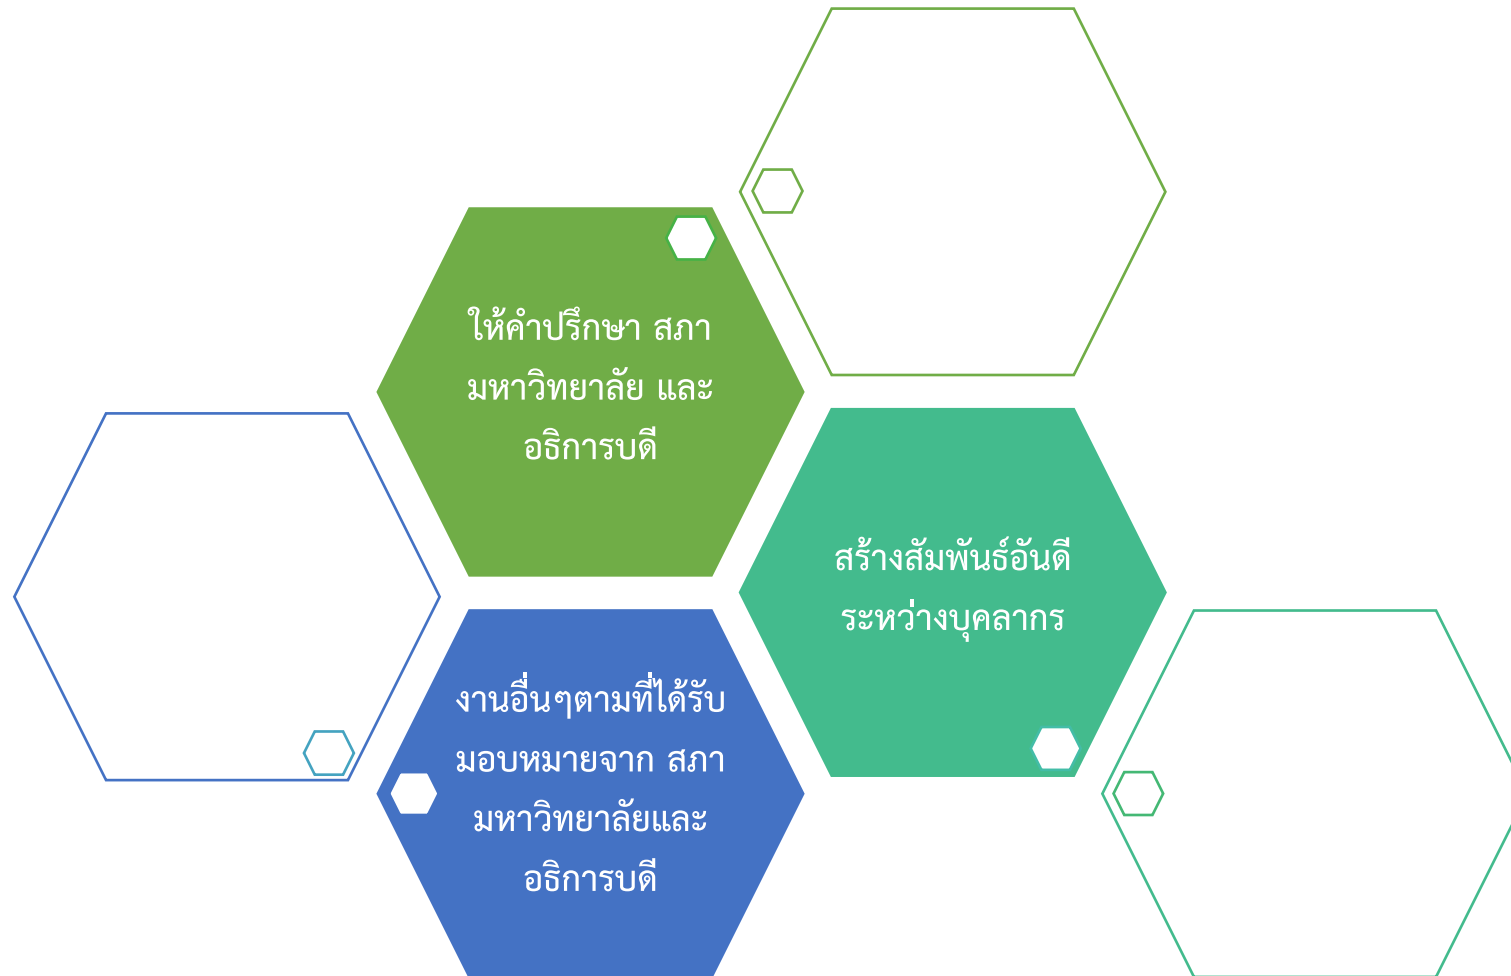 ให้คำปรึกษา สภา
มหาวิทยาลัย และ
อธิการบดี
สร้างสัมพันธ์อันดี
ระหว่างบุคลากร
งานอื่นๆตามที่ได้รับ
มอบหมายจาก สภา
มหาวิทยาลัยและ
อธิการบดี